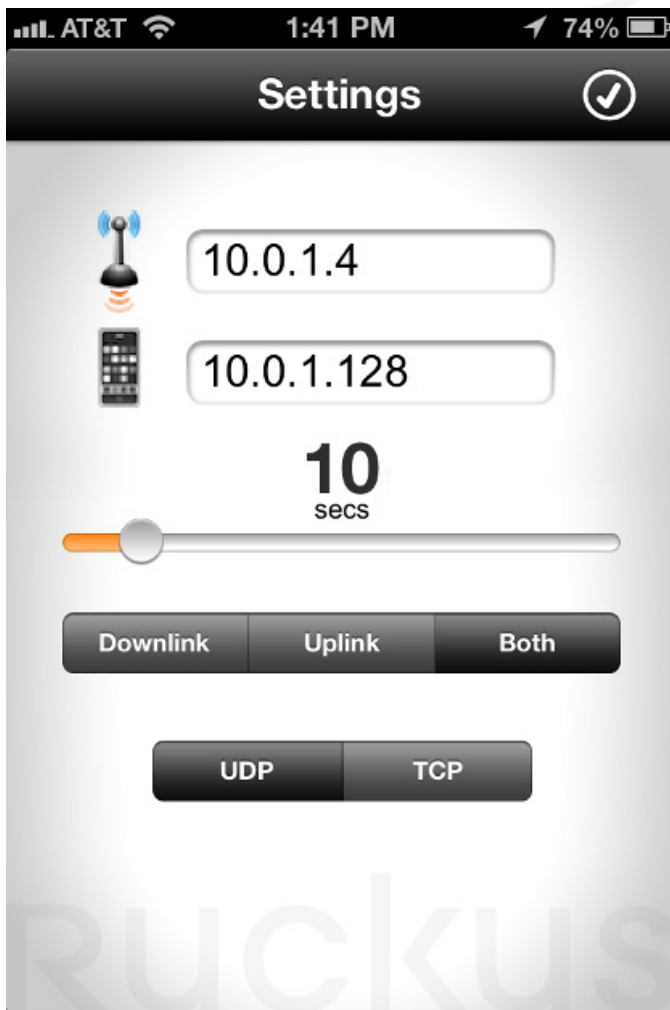 AT&T 1:41 PM 74%
Settings
10.0.1.4
10.0.1.128
10
secs
Downlink Uplink Both
UDP TCP
Ruckus